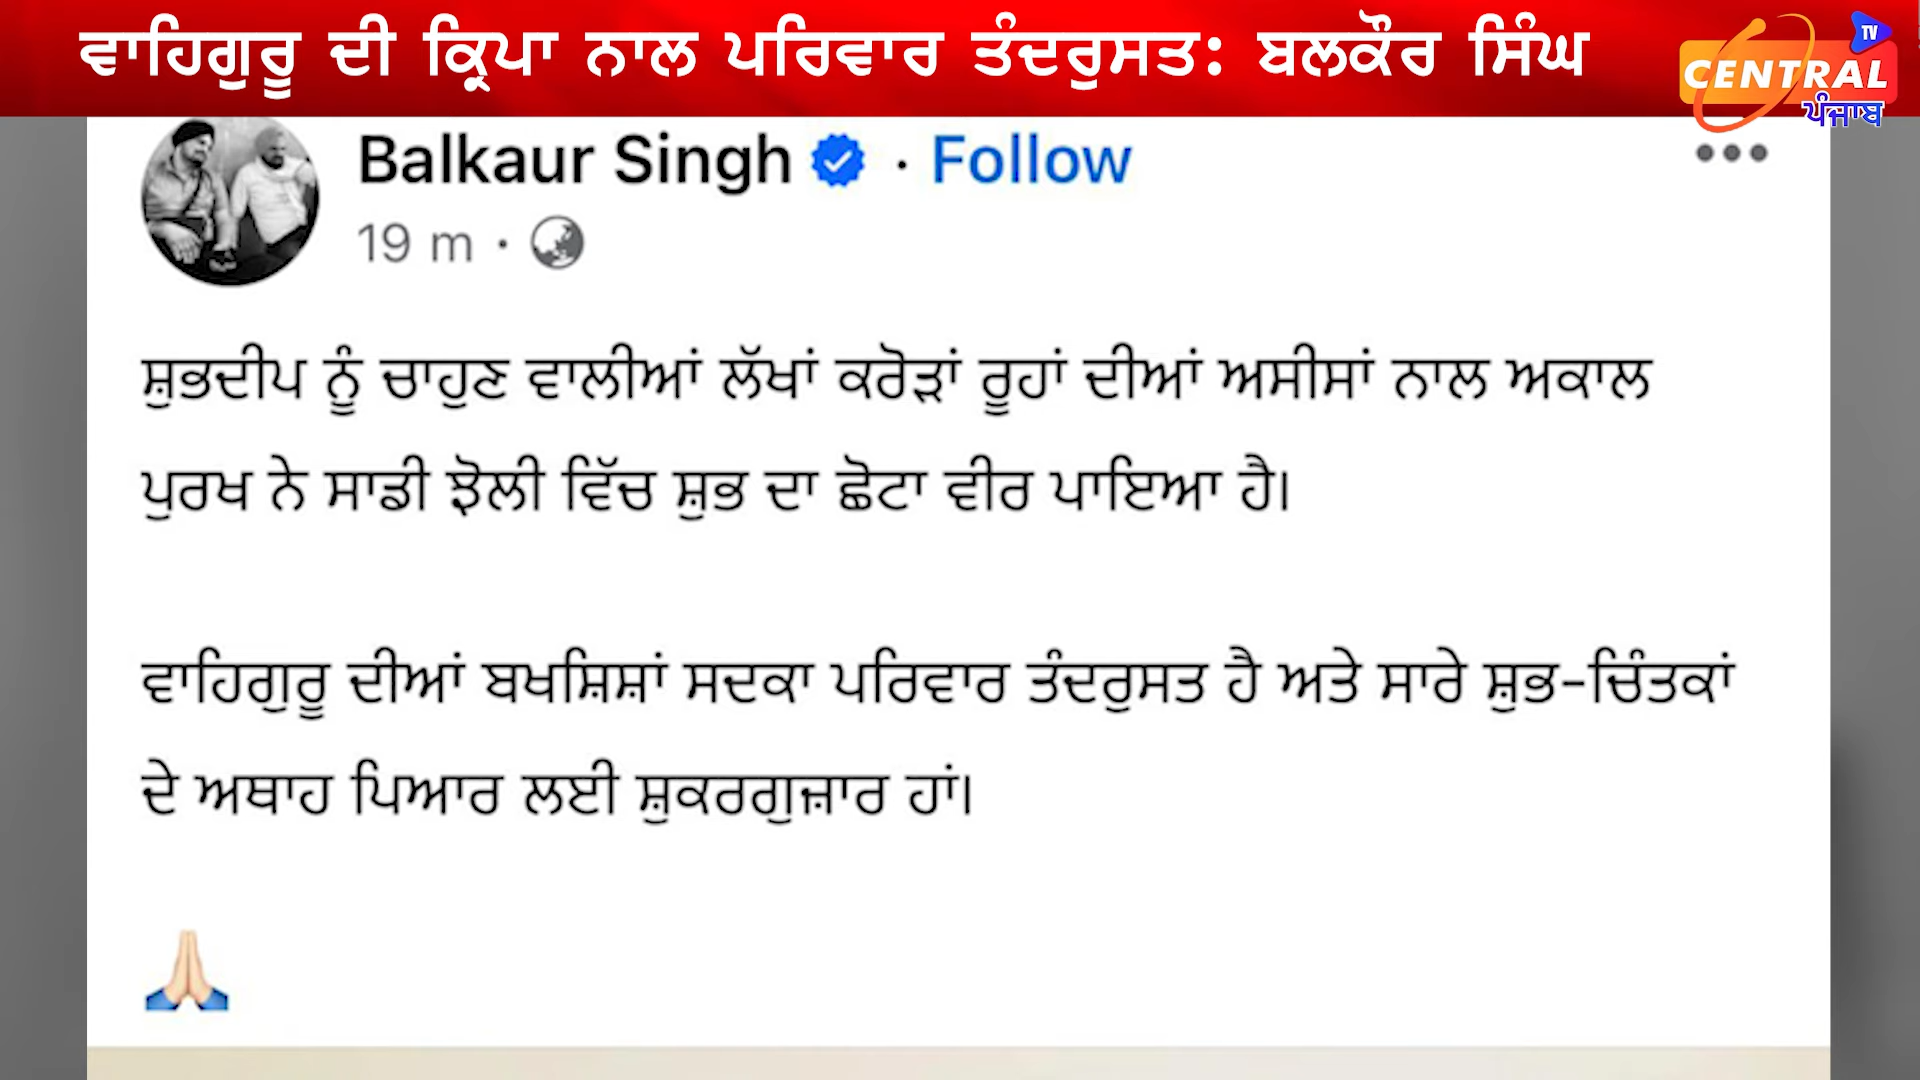 ਵਾਹਿਗੁਰੂ ਦੀ ਕ੍ਰਿਪਾ ਨਾਲ ਪਰਿਵਾਰ ਤੰਦਰੁਸਤ: ਬਲਕੌਰ ਸਿੰਘ
TV
CENTRAL
ਪੰਜਾਬ
Balkaur Singh · Follow
19 m ·
ਸ਼ੁਭਦੀਪ ਨੂੰ ਚਾਹੁਣ ਵਾਲੀਆਂ ਲੱਖਾਂ ਕਰੋੜਾਂ ਰੂਹਾਂ ਦੀਆਂ ਅਸੀਸਾਂ ਨਾਲ ਅਕਾਲ
ਪੁਰਖ ਨੇ ਸਾਡੀ ਝੋਲੀ ਵਿੱਚ ਸ਼ੁਭ ਦਾ ਛੋਟਾ ਵੀਰ ਪਾਇਆ ਹੈ।
ਵਾਹਿਗੁਰੂ ਦੀਆਂ ਬਖਸ਼ਿਸ਼ਾਂ ਸਦਕਾ ਪਰਿਵਾਰ ਤੰਦਰੁਸਤ ਹੈ ਅਤੇ ਸਾਰੇ ਸ਼ੁਭ-ਚਿੰਤਕਾਂ
ਦੇ ਅਥਾਹ ਪਿਆਰ ਲਈ ਸ਼ੁਕਰਗੁਜ਼ਾਰ ਹਾਂ।
🙏🏻